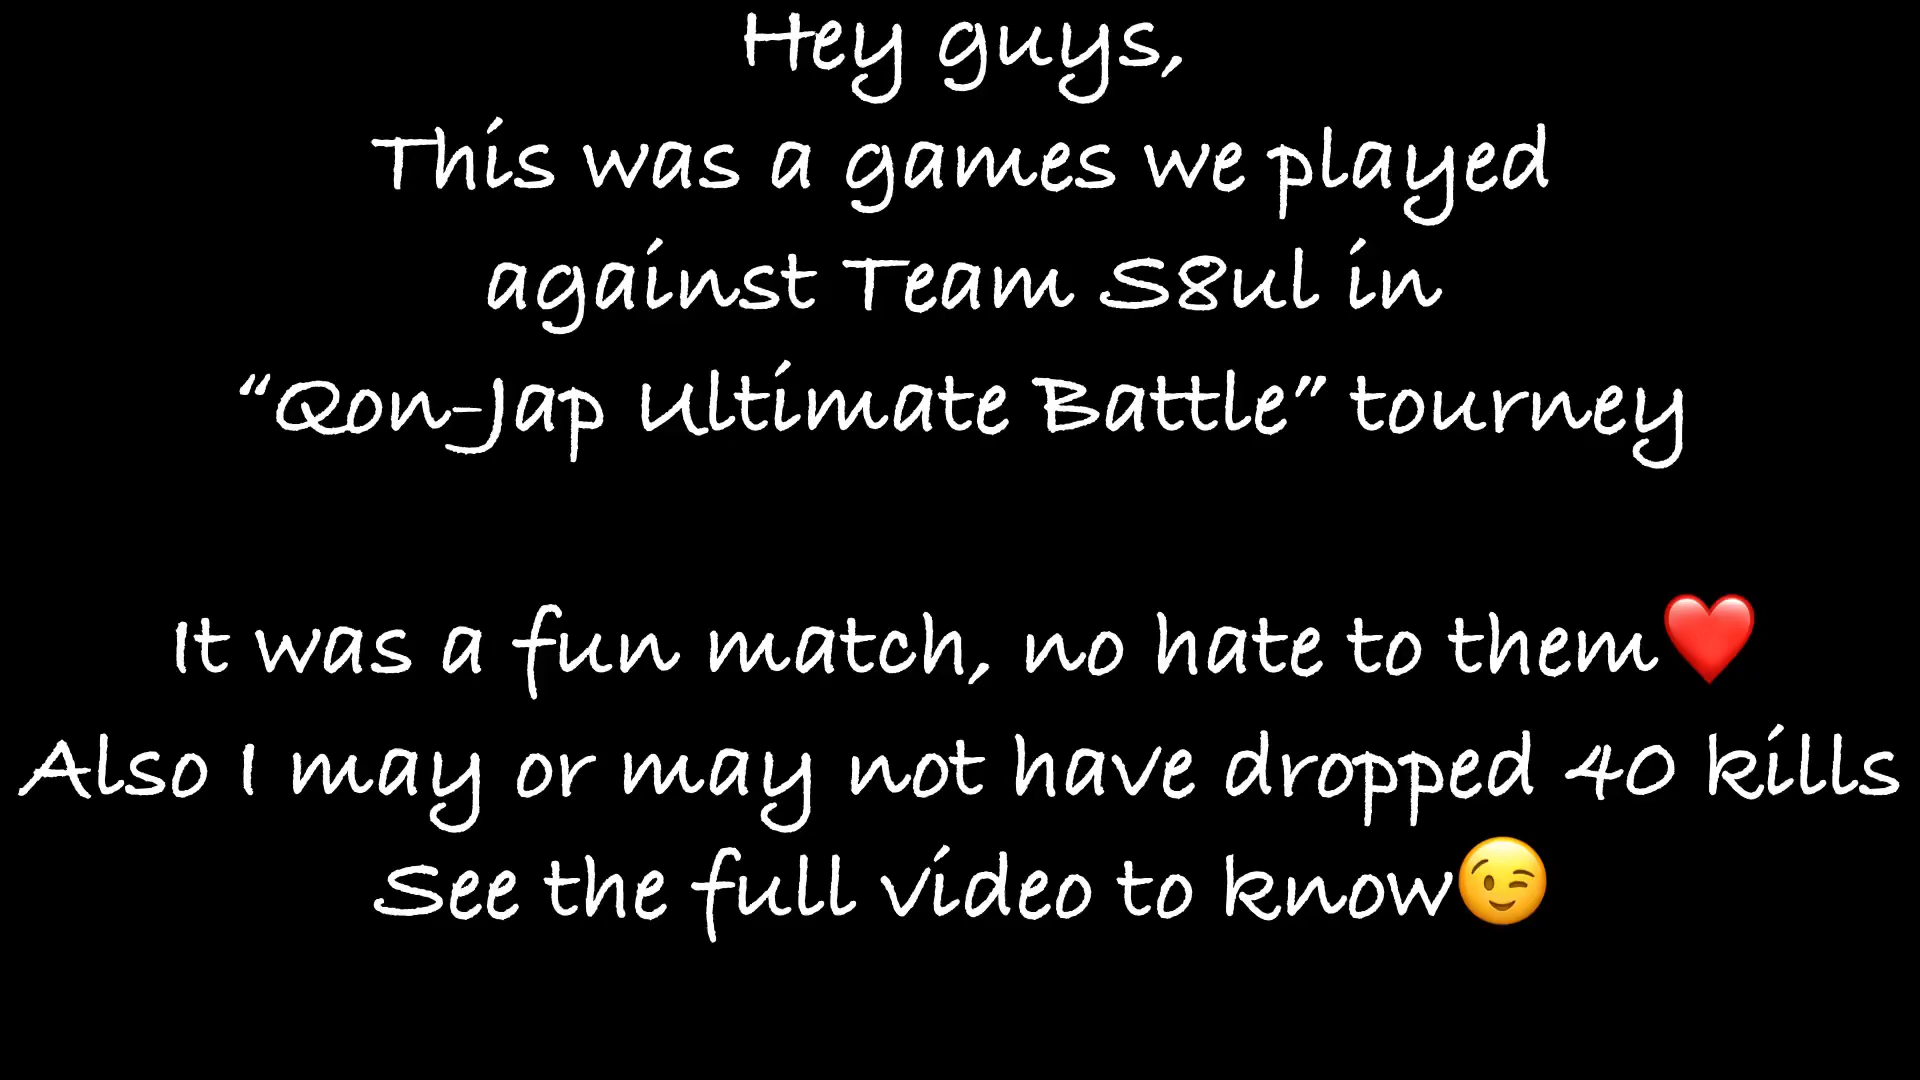 Hey guys,
This was a games we played
against Team S8ul in
“Qon-Jap Ultimate Battle” tourney
It was a fun match, no hate to them❤️
Also I may or may not have dropped 40 kills
See the full video to know😉